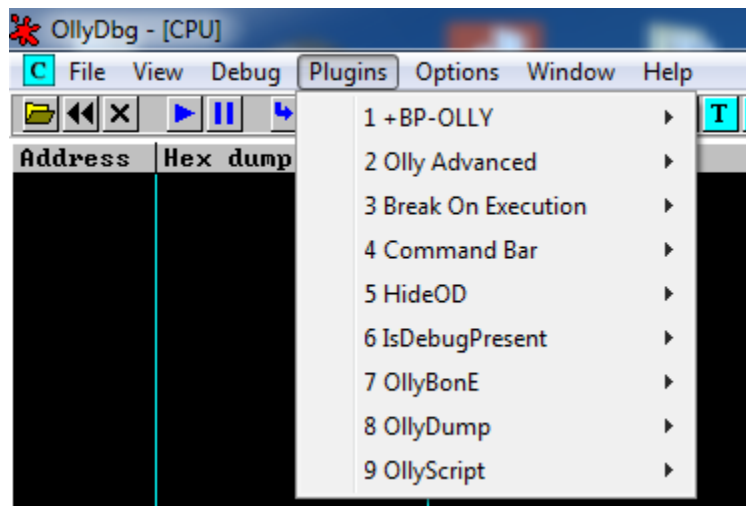 OllyDbg - [CPU]
C File View Debug Plugins Options Window Help
T
Address Hex dump
1 +BP-OLLY
2 Olly Advanced
3 Break On Execution
4 Command Bar
5 HideOD
6 IsDebugPresent
7 OllyBonE
8 OllyDump
9 OllyScript